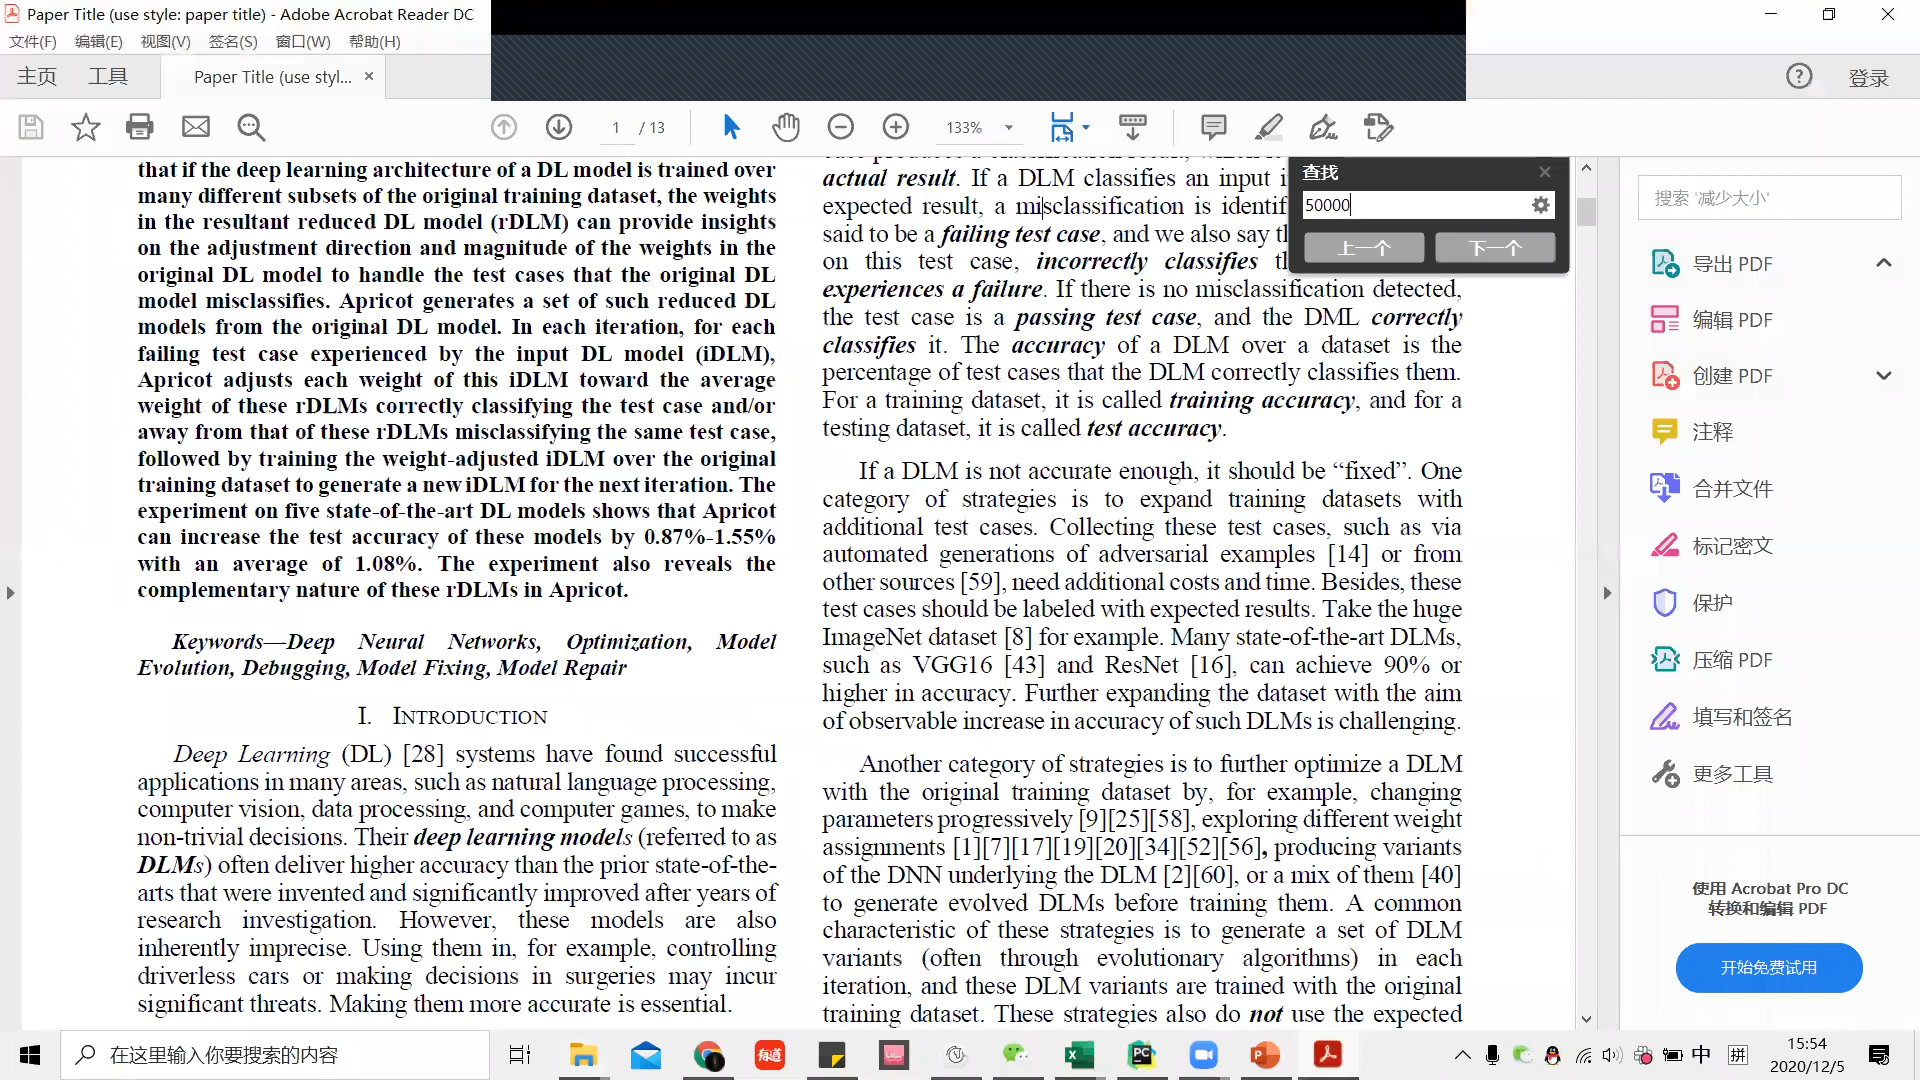 Paper Title (use style: paper title) - Adobe Acrobat Reader DC
文件(F) 编辑(E) 视图(V) 签名(S) 窗口(W) 帮助(H)
主页 工具 Paper Title (use styl... × 登录
1 / 13 133%
that if the deep learning architecture of a DL model is trained over
many different subsets of the original training dataset, the weights
in the resultant reduced DL model (rDLM) can provide insights
on the adjustment direction and magnitude of the weights in the
original DL model to handle the test cases that the original DL
model misclassifies. Apricot generates a set of such reduced DL
models from the original DL model. In each iteration, for each
failing test case experienced by the input DL model (iDLM),
Apricot adjusts each weight of this iDLM toward the average
weight of these rDLMs correctly classifying the test case and/or
away from that of these rDLMs misclassifying the same test case,
followed by training the weight-adjusted iDLM over the original
training dataset to generate a new iDLM for the next iteration. The
experiment on five state-of-the-art DL models shows that Apricot
can increase the test accuracy of these models by 0.87%-1.55%
with an average of 1.08%. The experiment also reveals the
complementary nature of these rDLMs in Apricot.
Keywords—Deep Neural Networks, Optimization, Model
Evolution, Debugging, Model Fixing, Model Repair
I. INTRODUCTION
Deep Learning (DL) [28] systems have found successful
applications in many areas, such as natural language processing,
computer vision, data processing, and computer games, to make
non-trivial decisions. Their deep learning models (referred to as
DLMs) often deliver higher accuracy than the prior state-of-the-
arts that were invented and significantly improved after years of
research investigation. However, these models are also
inherently imprecise. Using them in, for example, controlling
driverless cars or making decisions in surgeries may incur
significant threats. Making them more accurate is essential.
actual result. If a DLM classifies an input i
expected result, a misclassification is identif
said to be a failing test case, and we also say th
on this test case, incorrectly classifies
experiences a failure. If there is no misclassification detected,
the test case is a passing test case, and the DML correctly
classifies it. The accuracy of a DLM over a dataset is the
percentage of test cases that the DLM correctly classifies them.
For a training dataset, it is called training accuracy, and for a
testing dataset, it is called test accuracy.
If a DLM is not accurate enough, it should be “fixed”. One
category of strategies is to expand training datasets with
additional test cases. Collecting these test cases, such as via
automated generations of adversarial examples [14] or from
other sources [59], need additional costs and time. Besides, these
test cases should be labeled with expected results. Take the huge
ImageNet dataset [8] for example. Many state-of-the-art DLMs,
such as VGG16 [43] and ResNet [16], can achieve 90% or
higher in accuracy. Further expanding the dataset with the aim
of observable increase in accuracy of such DLMs is challenging.
Another category of strategies is to further optimize a DLM
with the original training dataset by, for example, changing
parameters progressively [9][25][58], exploring different weight
assignments [1][7][17][19][20][34][52][56], producing variants
of the DNN underlying the DLM [2][60], or a mix of them [40]
to generate evolved DLMs before training them. A common
characteristic of these strategies is to generate a set of DLM
variants (often through evolutionary algorithms) in each
iteration, and these DLM variants are trained with the original
training dataset. These strategies also do not use the expected
查找
50000
上一个 下一个
搜索 '减少大小'
导出 PDF
编辑 PDF
创建 PDF
注释
合并文件
标记密文
保护
压缩 PDF
填写和签名
更多工具
使用 Acrobat Pro DC
转换和编辑 PDF
开始免费试用
在这里输入你要搜索的内容
有道
PC
中 拼
15:54
2020/12/5